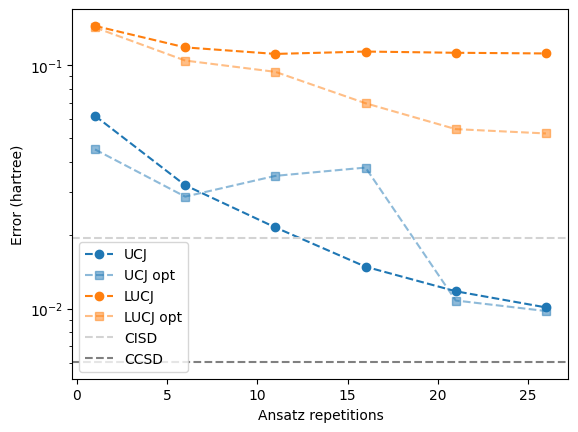 10⁻¹
10⁻²
Error (hartree)
UCJ
UCJ opt
LUCJ
LUCJ opt
CISD
CCSD
0 5 10 15 20 25
Ansatz repetitions